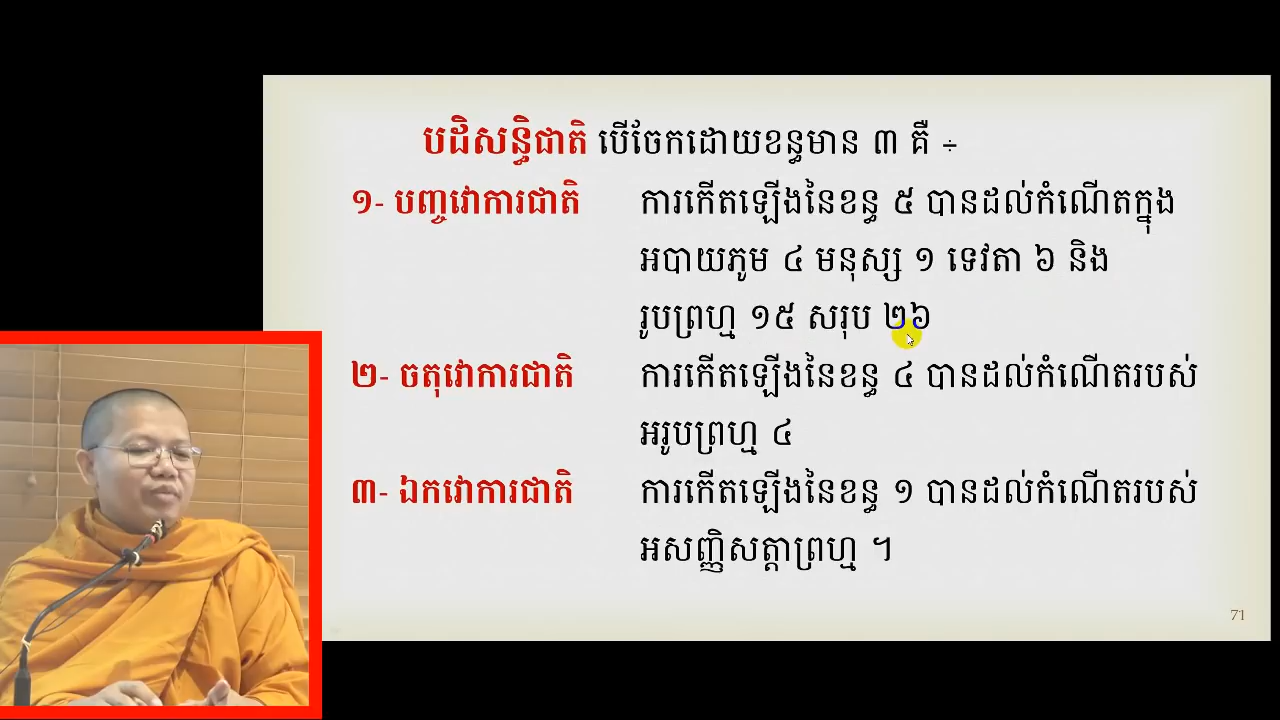 បដិសន្ធិជាតិ បើចែកដោយខន្ធមាន ៣ គឺ ÷
១- បញ្ចវោការជាតិ ការកើតឡើងនៃខន្ធ ៥ បានដល់កំណើតក្នុង
អបាយភូម ៤ មនុស្ស ១ ទេវតា ៦ និង
រូបព្រហ្ម ១៥ សរុប ២៦
២- ចតុវោការជាតិ ការកើតឡើងនៃខន្ធ ៤ បានដល់កំណើតរបស់
អរូបព្រហ្ម ៤
៣- ឯកវោការជាតិ ការកើតឡើងនៃខន្ធ ១ បានដល់កំណើតរបស់
អសញ្ញិសត្តាព្រហ្ម ។
71